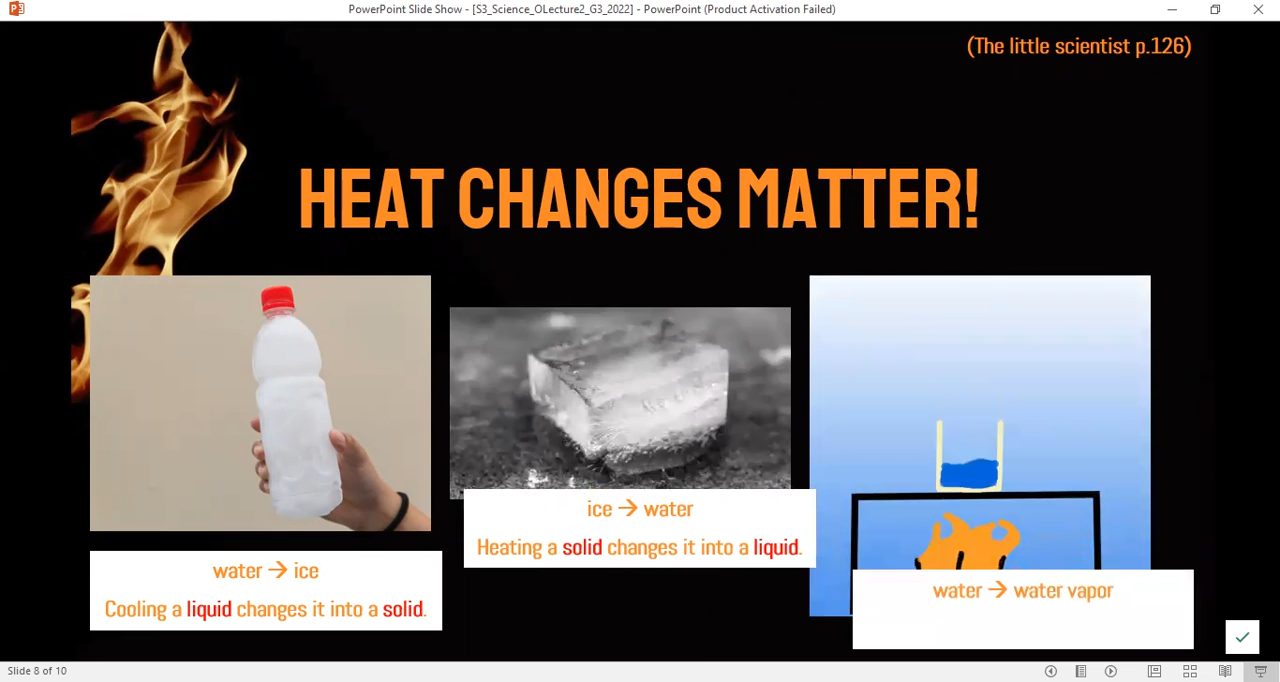 PowerPoint Slide Show - [S3_Science_OLecture2_G3_2022] - PowerPoint (Product Activation Failed)
(The little scientist p.126)
HEAT CHANGES MATTER!
water → ice
Cooling a liquid changes it into a solid.
ice → water
Heating a solid changes it into a liquid.
water → water vapor
Slide 8 of 10